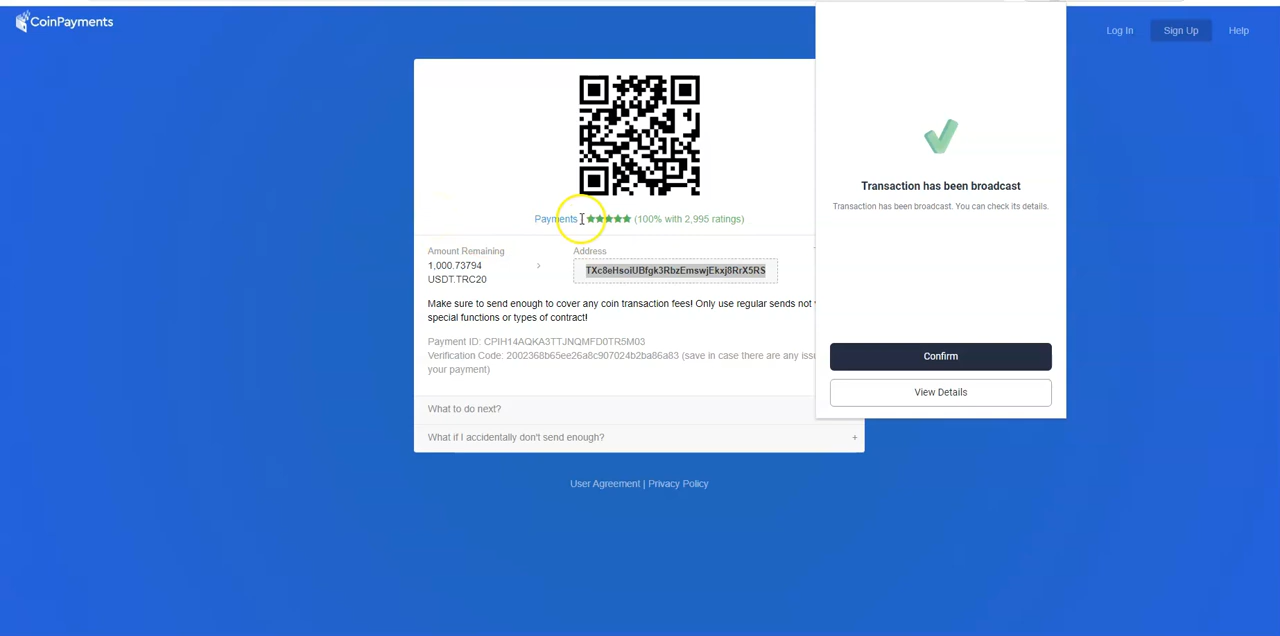 CoinPayments
Log In
Sign Up
Help
Payments ★★★★★ (100% with 2,995 ratings)
Amount Remaining
1,000.73794
USDT.TRC20
Address
TXc8eHsoiUBfgk3RbzEmswjEkxj8RrX5RS
Make sure to send enough to cover any coin transaction fees! Only use regular sends not
special functions or types of contract!
Payment ID: CPIH14AQKA3TTJNQMFD0TR5M03
Verification Code: 2002368b65ee26a8c907024b2ba86a83 (save in case there are any
your payment)
What to do next?
What if I accidentally don't send enough?
+
User Agreement | Privacy Policy
Transaction has been broadcast
Transaction has been broadcast. You can check its details.
Confirm
View Details